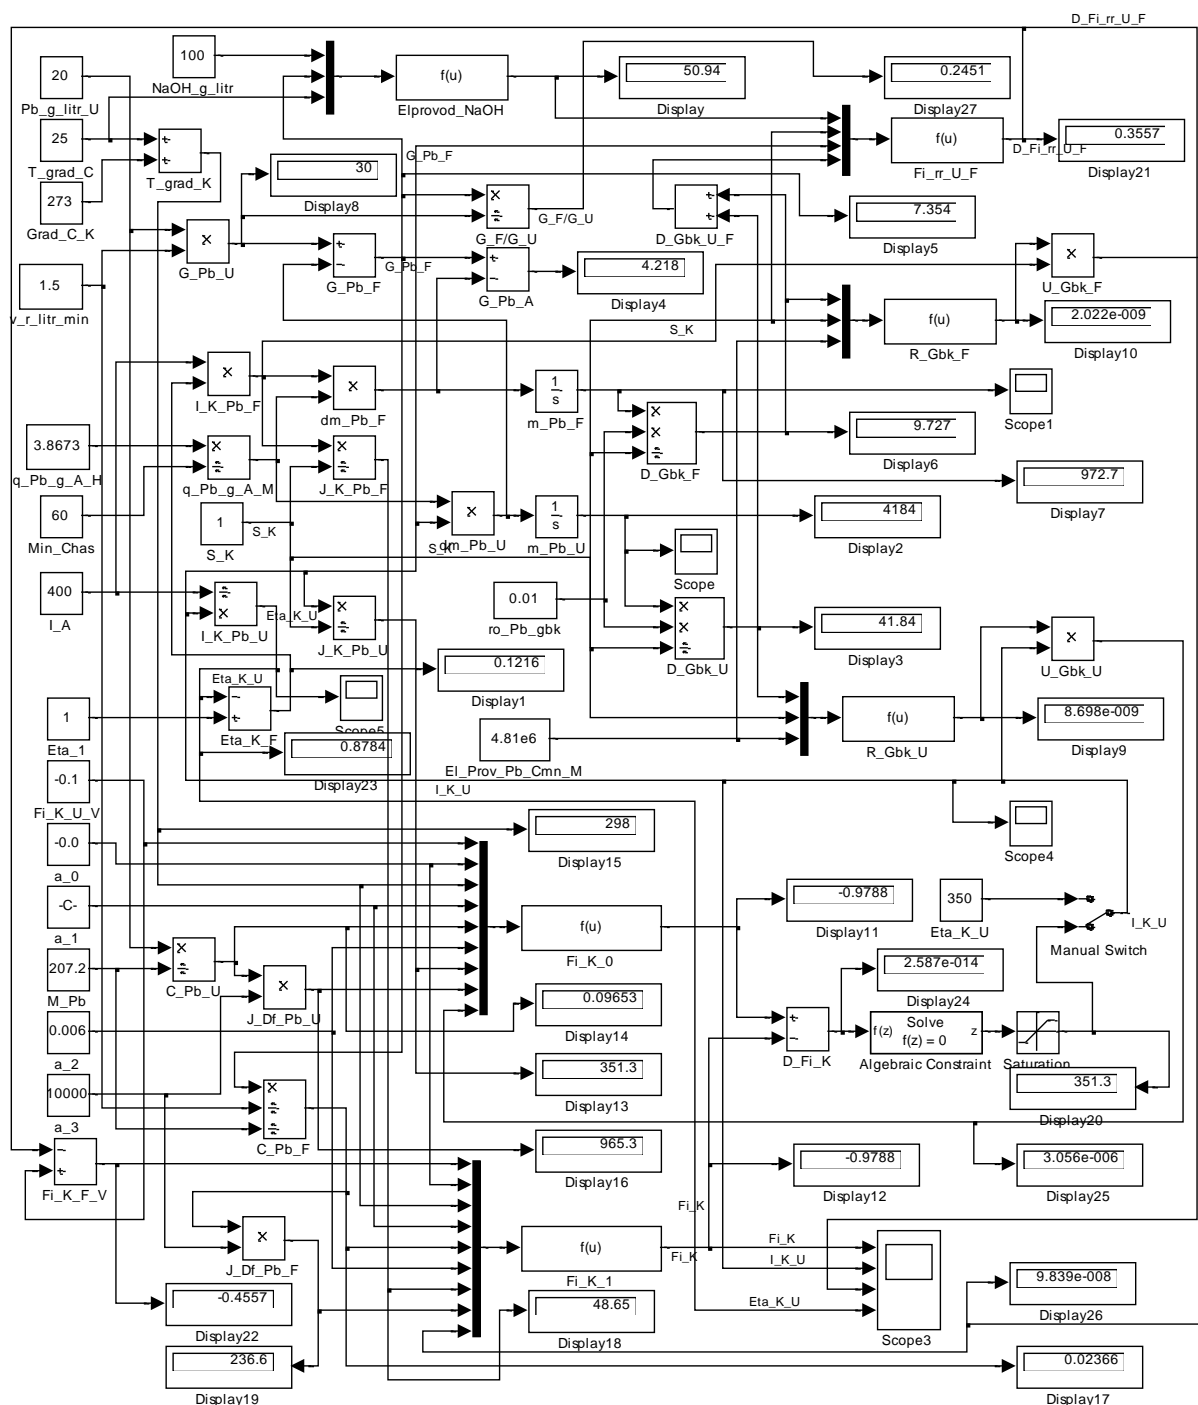 D_Fi_rr_U_F
100
NaOH_g_litr
20
Pb_g_litr_U
f(u)
Elprovod_NaOH
50.94
Display
0.2451
Display27
25
T_grad_C
T_grad_K
273
Grad_C_K
G_Pb_F
30
Display8
f(u)
Fi_rr_U_F
D_Fi_rr_U_F
0.3557
Display21
G_Pb_U
G_F/G_U
G_F/G_U
D_Gbk_U_F
7.354
Display5
G_Pb_F
G_Pb_F
G_Pb_A
4.218
Display4
U_Gbk_F
1.5
v_r_litr_min
S_K
f(u)
R_Gbk_F
2.022e-009
Display10
I_K_Pb_F
dm_Pb_F
1
s
m_Pb_F
Scope1
3.8673
q_Pb_g_A_H
q_Pb_g_A_M
J_K_Pb_F
D_Gbk_F
9.727
Display6
972.7
Display7
60
Min_Chas
1
S_K
S_K
S_K
dm_Pb_U
1
s
m_Pb_U
4184
Display2
Scope
400
I_A
I_K_Pb_U
Eta_K_U
J_K_Pb_U
0.01
ro_Pb_gbk
D_Gbk_U
41.84
Display3
U_Gbk_U
0.1216
Display1
Eta_K_U
Scope5
1
Eta_1
Eta_K_F
0.8784
Display23
4.81e6
El_Prov_Pb_Cmn_M
f(u)
R_Gbk_U
8.698e-009
Display9
-0.1
Fi_K_U_V
I_K_U
-0.0
a_0
298
Display15
Scope4
-C-
a_1
f(u)
Fi_K_0
-0.9788
Display11
350
Eta_K_U
I_K_U
Manual Switch
207.2
M_Pb
C_Pb_U
J_Df_Pb_U
2.587e-014
Display24
0.006
a_2
0.09653
Display14
D_Fi_K
f(z)
Solve
f(z) = 0
z
Algebraic Constraint
Saturation
10000
a_3
351.3
Display13
351.3
Display20
C_Pb_F
965.3
Display16
-0.9788
Display12
3.056e-006
Display25
Fi_K_F_V
Fi_K
J_Df_Pb_F
f(u)
Fi_K_1
Fi_K
Fi_K
I_K_U
Eta_K_U
Scope3
9.839e-008
Display26
-0.4557
Display22
48.65
Display18
236.6
Display19
0.02366
Display17